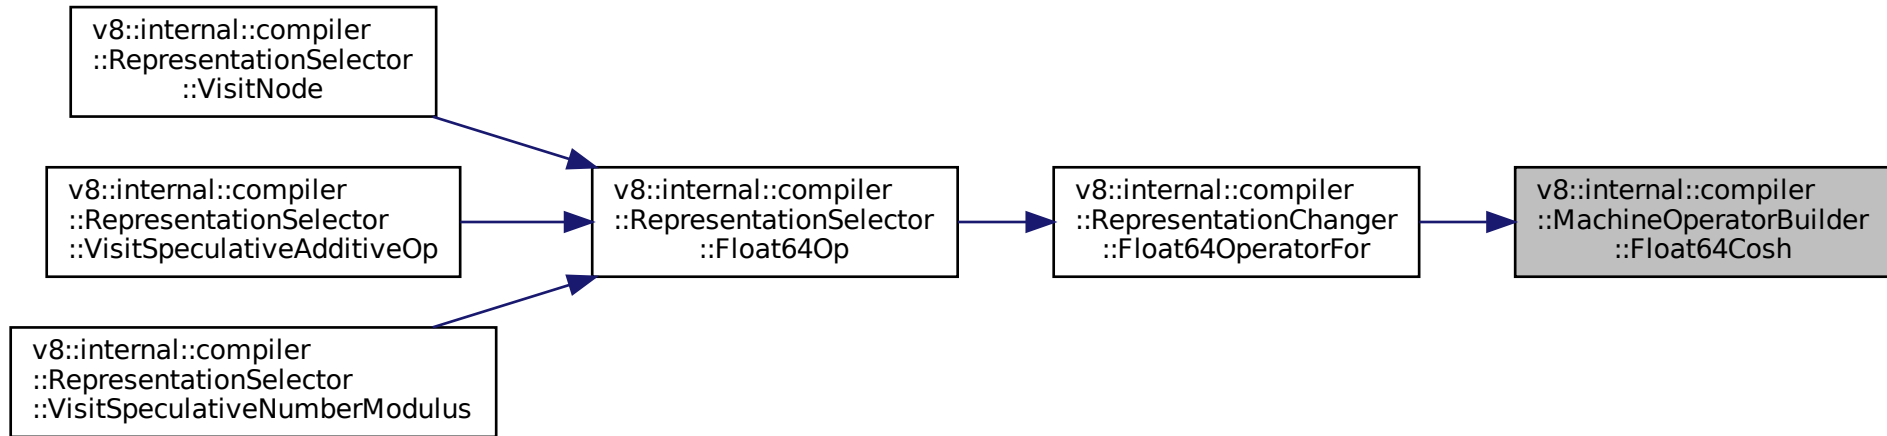 v8::internal::compiler
::RepresentationSelector
::VisitNode
v8::internal::compiler
::RepresentationSelector
::VisitSpeculativeAdditiveOp
v8::internal::compiler
::RepresentationSelector
::VisitSpeculativeNumberModulus
v8::internal::compiler
::RepresentationSelector
::Float64Op
v8::internal::compiler
::RepresentationChanger
::Float64OperatorFor
v8::internal::compiler
::MachineOperatorBuilder
::Float64Cosh